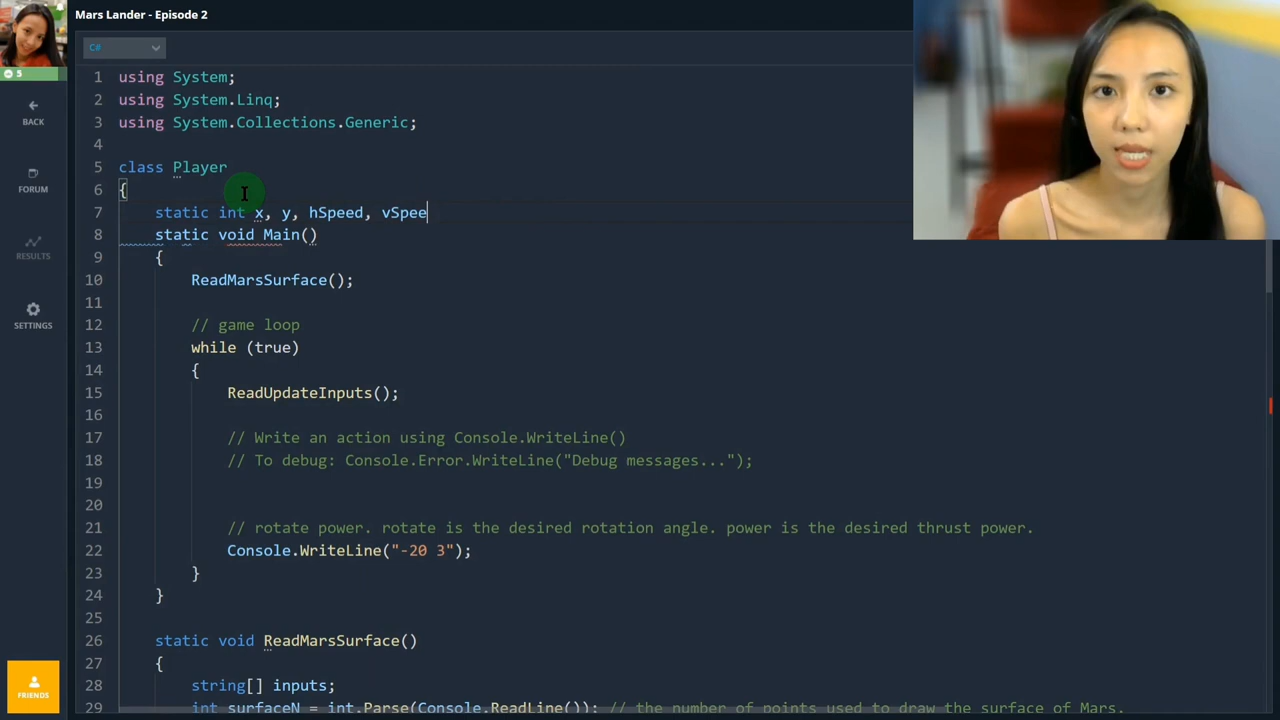 Mars Lander - Episode 2
5
C#
BACK
FORUM
RESULTS
SETTINGS
FRIENDS
1 using System;
2 using System.Linq;
3 using System.Collections.Generic;
4
5 class Player
6 {
7 static int x, y, hSpeed, vSpee
8 static void Main()
9 {
10 ReadMarsSurface();
11
12 // game loop
13 while (true)
14 {
15 ReadUpdateInputs();
16
17 // Write an action using Console.WriteLine()
18 // To debug: Console.Error.WriteLine("Debug messages...");
19
20
21 // rotate power. rotate is the desired rotation angle. power is the desired thrust power.
22 Console.WriteLine("-20 3");
23 }
24 }
25
26 static void ReadMarsSurface()
27 {
28 string[] inputs;
29 int surfaceN = int.Parse(Console.ReadLine()); // the number of points used to draw the surface of Mars.